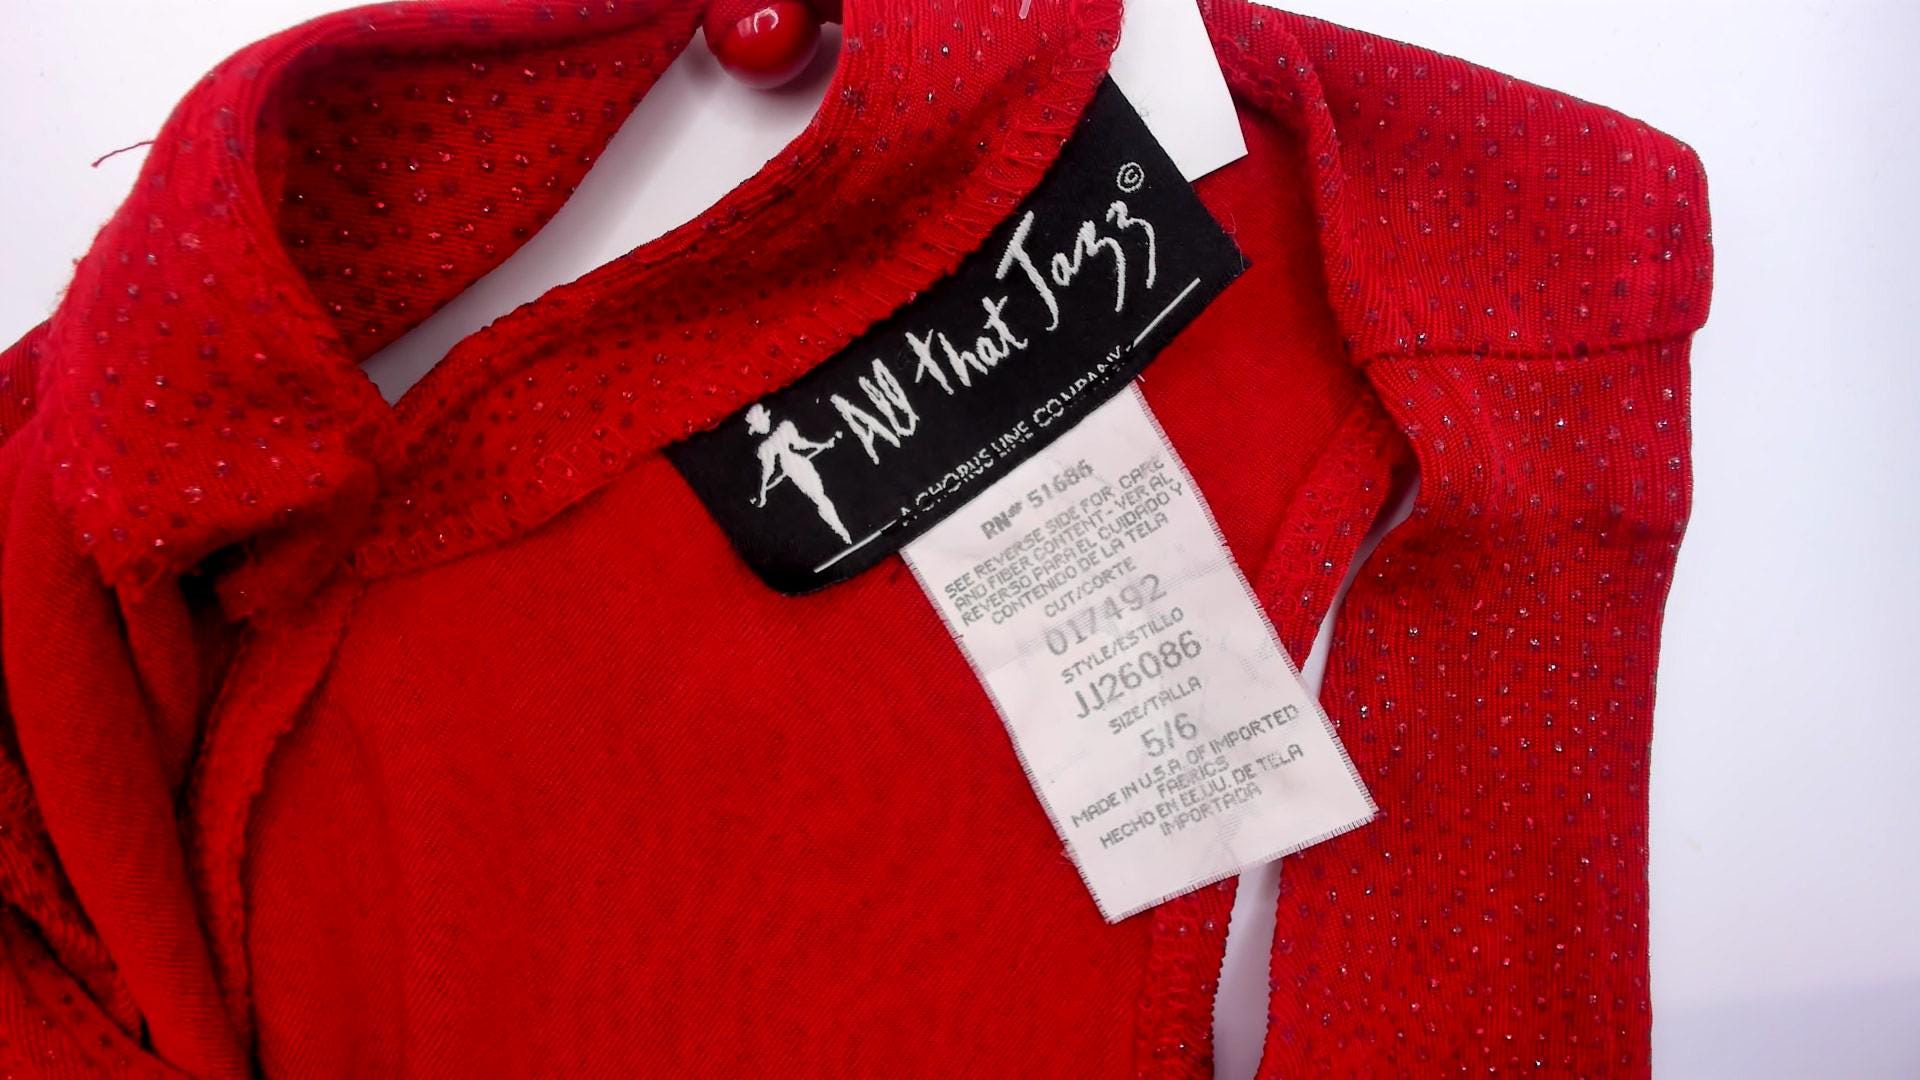 All that Jazz ©
A CHORUS LINE COMPANY
RN# 51686
SEE REVERSE SIDE FOR CARE
AND FIBER CONTENT - VER AL
REVERSO PARA EL CUIDADO Y
CONTENIDO DE LA TELA
CUT/CORTE
017492
STYLE/ESTILLO
JJ26086
SIZE/TALLA
5/6
MADE IN U.S.A. OF IMPORTED
FABRICS
HECHO EN EE.UU. DE TELA
IMPORTADA